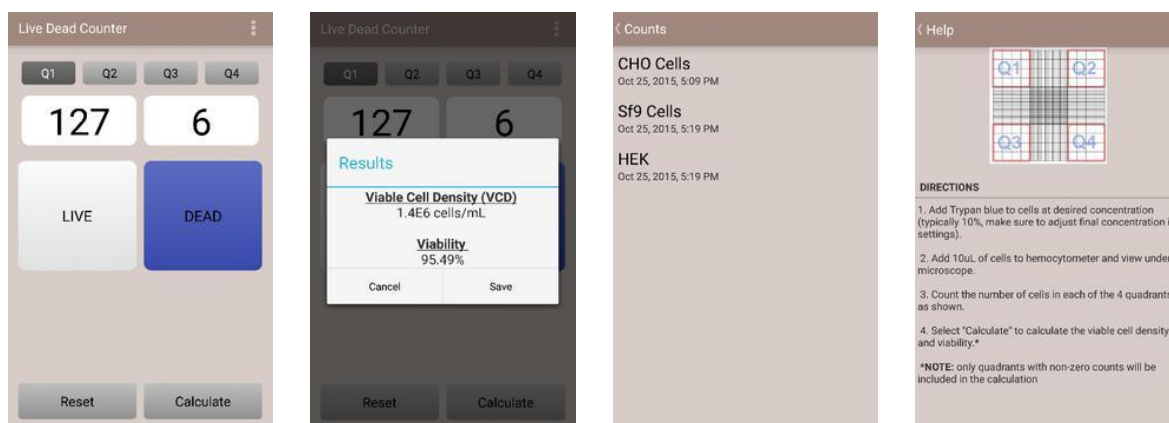 Live Dead Counter
Q1 Q2 Q3 Q4
127 6
LIVE DEAD
Reset Calculate
Live Dead Counter
Q1 Q2 Q3 Q4
127 6
Results
Viable Cell Density (VCD)
1.4E6 cells/mL
Viability
95.49%
Cancel Save
Reset Calculate
Counts
CHO Cells
Oct 25, 2015, 5:09 PM
Sf9 Cells
Oct 25, 2015, 5:19 PM
HEK
Oct 25, 2015, 5:19 PM
Help
Q1 Q2
Q3 Q4
DIRECTIONS
1. Add Trypan blue to cells at desired concentration
(typically 10%, make sure to adjust final concentration i
settings).
2. Add 10uL of cells to hemocytometer and view under
microscope.
3. Count the number of cells in each of the 4 quadrants
as shown.
4. Select "Calculate" to calculate the viable cell density
and viability.*
*NOTE: only quadrants with non-zero counts will be
included in the calculation